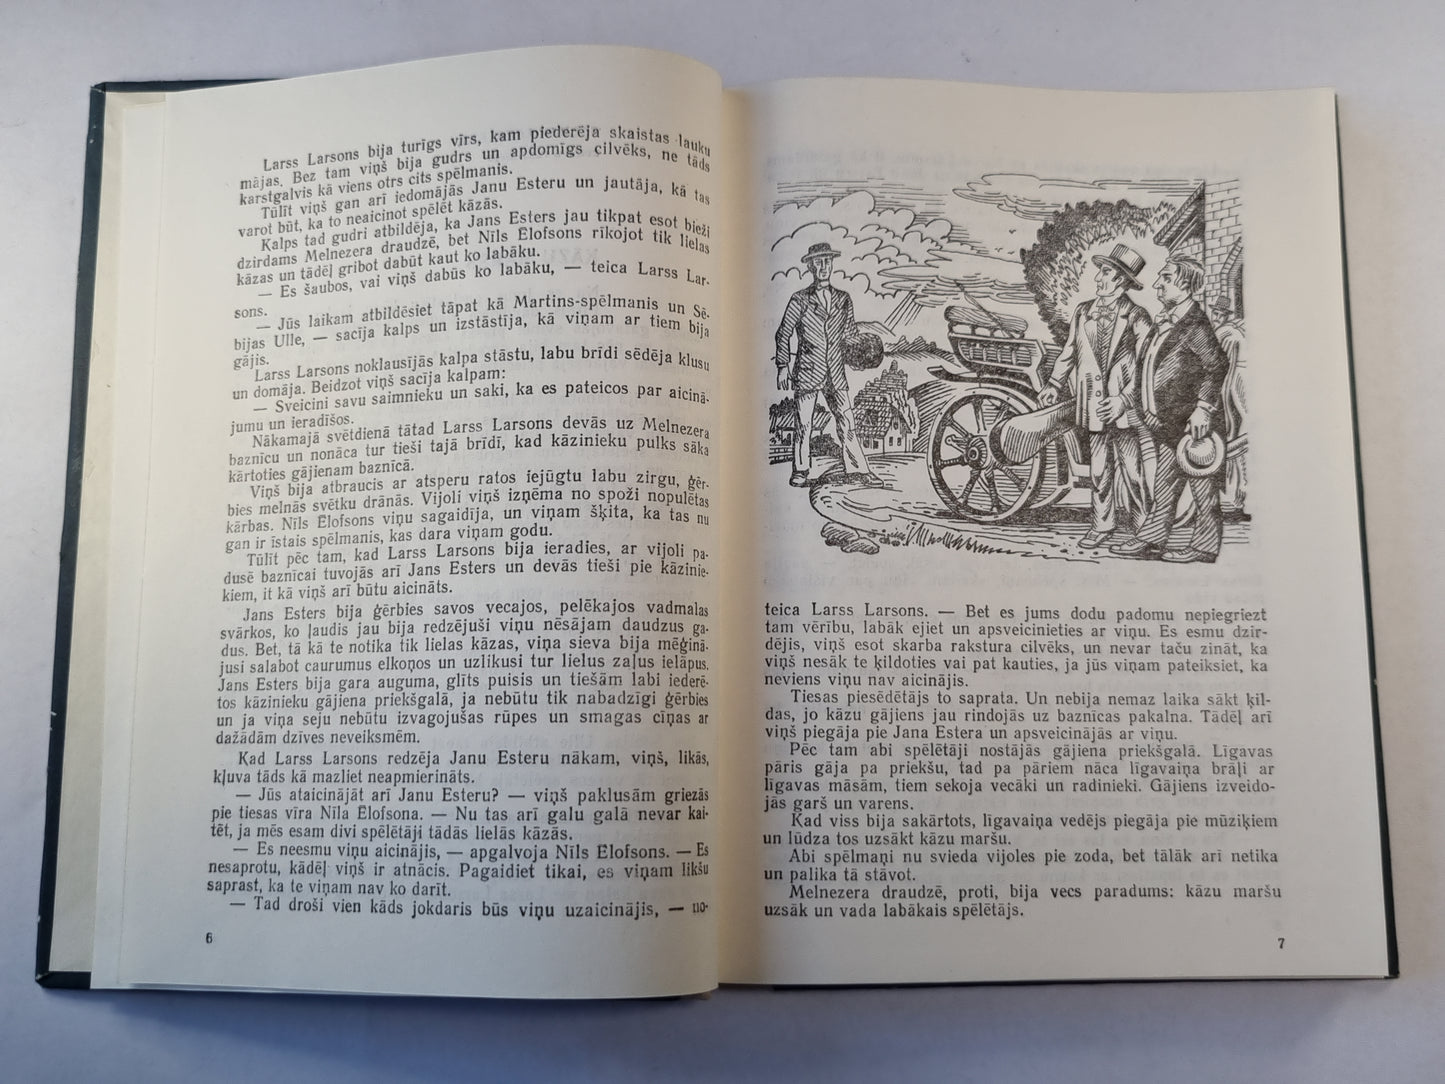 Larss Larsons bija turīgs vīrs, kam piederēja skaistas lauku
mājas. Bez tam viņš bija gudrs un apdomīgs cilvēks, ne tāds
karstgalvis kā viens otrs cits spēlmanis.
Tūlīt viņš gan arī iedomājās Janu Esteru un jautāja, kā tas
varot būt, ka to neaicinot spēlēt kāzās.
Kalps tad gudri atbildēja, ka Jans Esters jau tikpat esot bieži
dzirdams Melnezera draudzē, bet Nīls Elofsons rīkojot tik lielas
kāzas un tādēļ gribot dabūt kaut ko labāku.
— Es šaubos, vai viņš dabūs ko labāku, — teica Larss Lar-
sons.
— Jūs laikam atbildēsiet tāpat kā Martins-spēlmanis un Sē-
bijas Ulle, — sacīja kalps un izstāstīja, kā viņam ar tiem bija
gājis.
Larss Larsons noklausījās kalpa stāstu, labu brīdi sēdēja klusu
un domāja. Beidzot viņš sacīja kalpam:
— Sveicini savu saimnieku un saki, ka es pateicos par aicinā-
jumu un ieradīšos.
Nākamajā svētdienā tātad Larss Larsons devās uz Melnezera
baznīcu un nonāca tur tieši tajā brīdī, kad kāzinieku pulks sāka
kārtoties gājienam baznīcā.
Viņš bija atbraucis ar atsperu ratos iejūgtu labu zirgu, ģēr-
bies melnās svētku drānās. Vijoli viņš izņēma no spoži nopulētas
kārbas. Nīls Elofsons viņu sagaidīja, un viņam šķita, ka tas nu
gan ir īstais spēlmanis, kas dara viņam godu.
Tūlīt pēc tam, kad Larss Larsons bija ieradies, ar vijoli pa-
dusē baznīcai tuvojās arī Jans Esters un devās tieši pie kāzinie-
kiem, it kā viņš arī būtu aicināts.
Jans Esters bija ģērbies savos vecajos, pelēkajos vadmalas
svārkos, ko ļaudis jau bija redzējuši viņu nēsājam daudzus ga-
dus. Bet, tā kā te notika tik lielas kāzas, viņa sieva bija mēģinā-
jusi salabot caurumus elkoņos un uzlikusi tur lielus zaļus ielāpus.
Jans Esters bija gara auguma, glīts puisis un tiešām labi iederē-
tos kāzinieku gājiena priekšgalā, ja nebūtu tik nabadzīgi ģērbies
un ja viņa seju nebūtu izvagojušas rūpes un smagas cīņas ar
dažādām dzīves neveiksmēm.
Kad Larss Larsons redzēja Janu Esteru nākam, viņš, likās,
kļuva tāds kā mazliet neapmierināts.
— Jūs ataicinājāt arī Janu Esteru? — viņš paklusām griezās
pie tiesas vīra Nīla Elofsona. — Nu tas arī galu galā nevar kai-
tēt, ja mēs esam divi spēlētāji tādās lielās kāzās.
— Es neesmu viņu aicinājis, — apgalvoja Nīls Elofsons. — Es
nesaprotu, kādēļ viņš ir atnācis. Pagaidiet tikai, es viņam likšu
saprast, ka te viņam nav ko darīt.
— Tad droši vien kāds jokdaris būs viņu uzaicinājis, — no-
6
teica Larss Larsons. — Bet es jums dodu padomu nepiegriezt
tam vērību, labāk ejiet un apsveicinieties ar viņu. Es esmu dzir-
dējis, viņš esot skarba rakstura cilvēks, un nevar taču zināt, ka
viņš nesāk te ķildoties vai pat kauties, ja jūs viņam pateiksiet, ka
neviens viņu nav aicinājis.
Tiesas piesēdētājs to saprata. Un nebija nemaz laika sākt ķil-
das, jo kāzu gājiens jau rindojās uz baznīcas pakalna. Tādēļ arī
viņš piegāja pie Jana Estera un apsveicinājās ar viņu.
Pēc tam abi spēlētāji nostājās gājiena priekšgalā. Līgavas
pāris gāja pa priekšu, tad pa pāriem nāca līgavaiņa brāļi ar
līgavas māsām, tiem sekoja vecāki un radinieki. Gājiens izveido-
jās garš un varens.
Kad viss bija sakārtots, līgavaiņa vedējs piegāja pie mūziķiem
un lūdza tos uzsākt kāzu maršu.
Abi spēlmaņi nu svieda vijoles pie zoda, bet tālāk arī netika
un palika tā stāvot.
Melnezera draudzē, proti, bija vecs paradums: kāzu maršu
uzsāk un vada labākais spēlētājs.
7